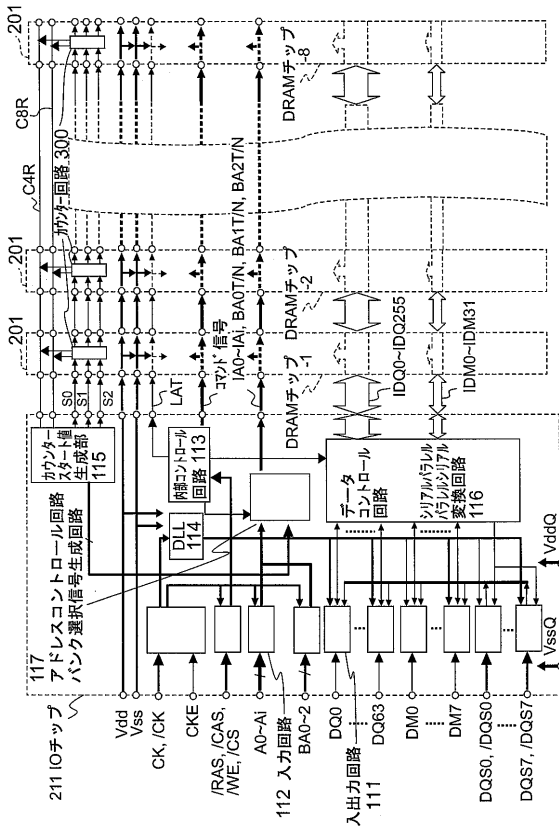 211 IOチップ
117
アドレスコントロール回路
バンク選択信号生成回路
カウンター
スタート値
生成部
115
S0
S1
S2
C4R
C8R
カウンター回路 300
201
201
201
Vdd
Vss
CK, /CK
CKE
/RAS, /CAS,
/WE, /CS
A0~Ai
BA0~2
DQ0
DQ63
DM0
DM7
DQS0, /DQS0
DQS7, /DQS7
DLL
114
内部コントロール
回路 113
112 入力回路
入出力回路
111
LAT
コマンド信号
IA0~IAi, BA0T/N, BA1T/N, BA2T/N
DRAMチップ
-1
DRAMチップ
-2
DRAMチップ
-8
データ
コントロール
回路
シリアルパラレル
パラレルシリアル
変換回路
116
IDQ0~IDQ255
IDM0~IDM31
VssQ
VddQ